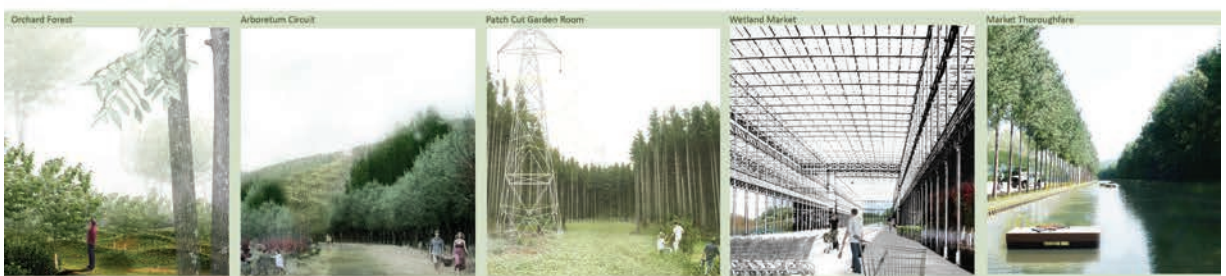 Orchard Forest
Arboretum Circuit
Patch Cut Garden Room
Wetland Market
Market Thoroughfare